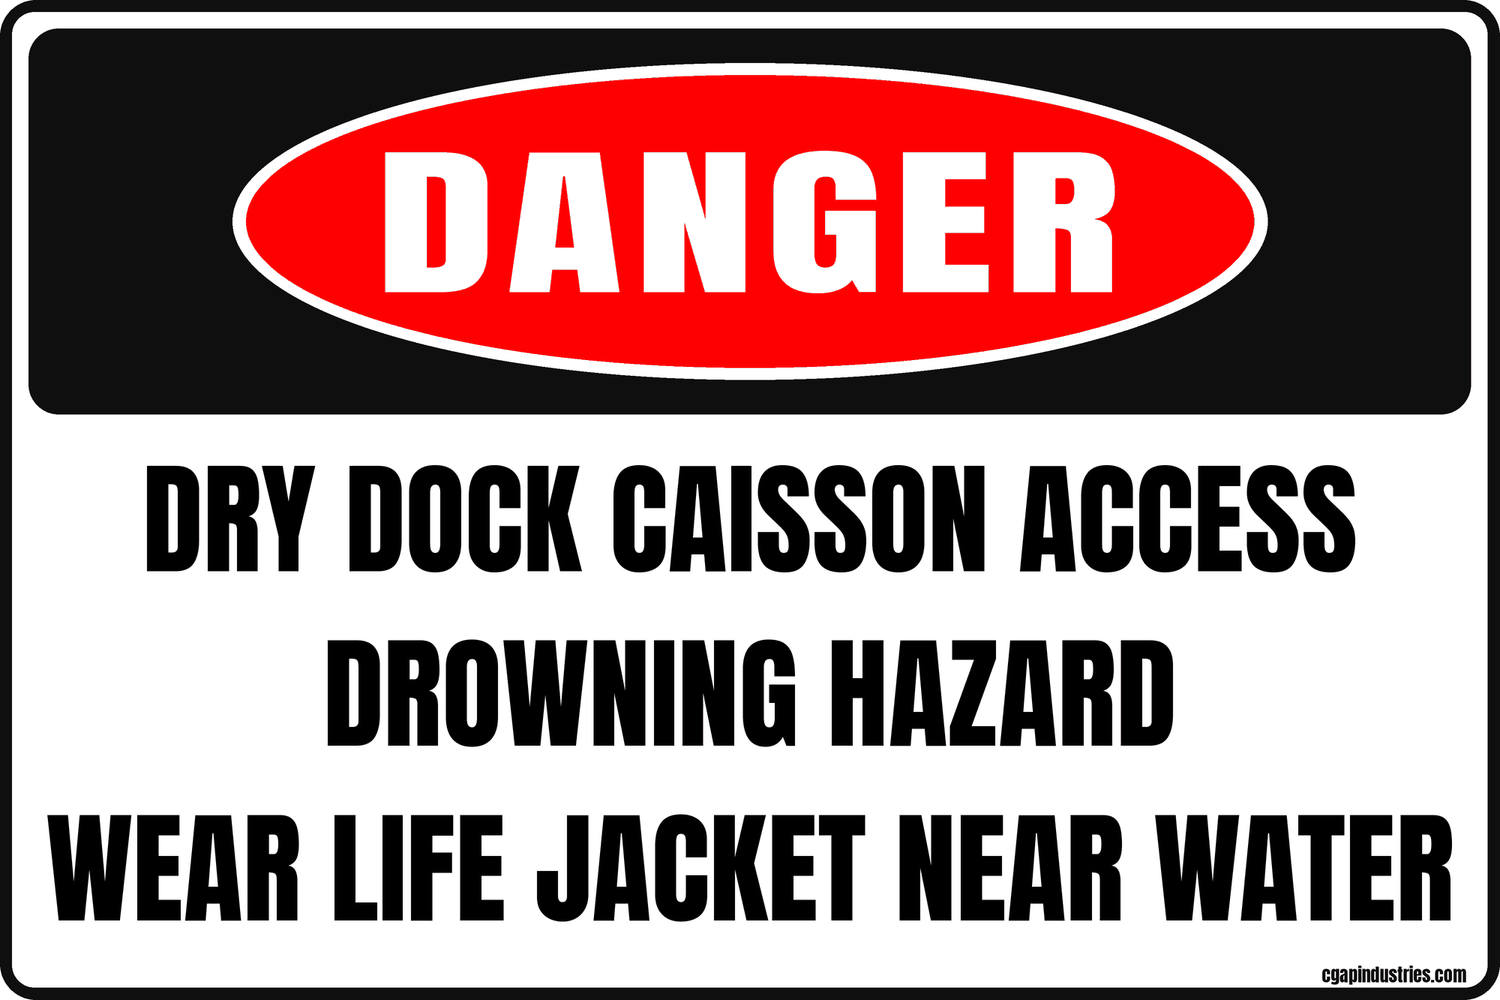 DANGER
DRY DOCK CAISSON ACCESS
DROWNING HAZARD
WEAR LIFE JACKET NEAR WATER
cgapindustries.com